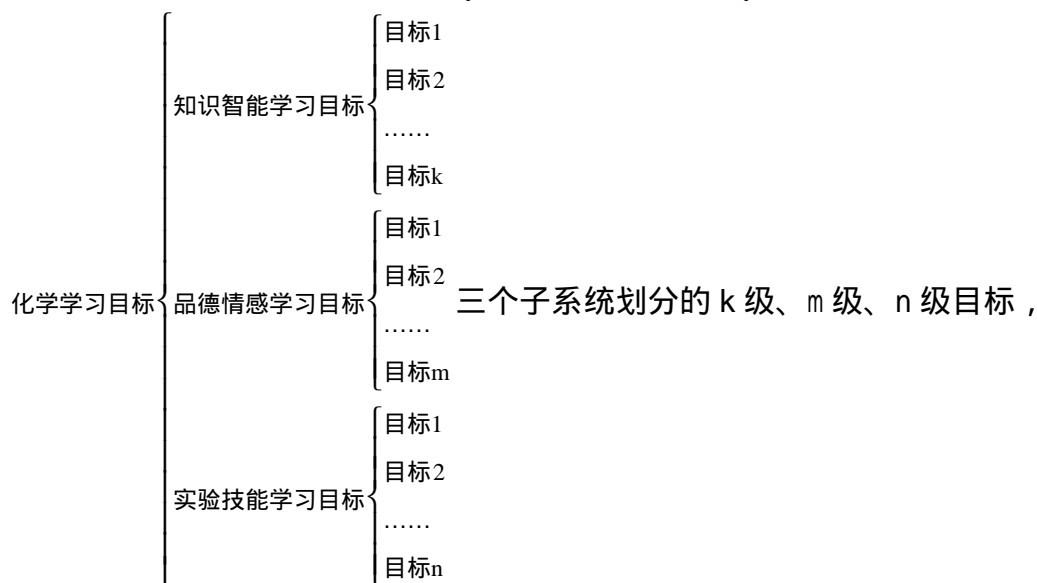 目标1
目标2
知识智能学习目标
……
目标k
目标1
目标2
化学学习目标 品德情感学习目标 三个子系统划分的 k 级、m 级、n 级目标，
……
目标m
目标1
目标2
实验技能学习目标
……
目标n